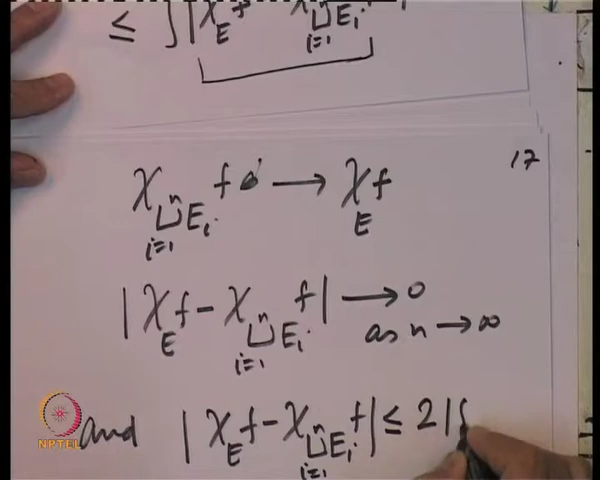 ≤ ∫|χ_E f χ_{⊔_{i=1} E_i}
17
χ_{⊔_{i=1}^n E_i} f → χ_E f
|χ_E f - χ_{⊔_{i=1}^n E_i} f| → 0
as n → ∞
and |χ_E f - χ_{⊔_{i=1}^n E_i} f| ≤ 2|f
NPTEL